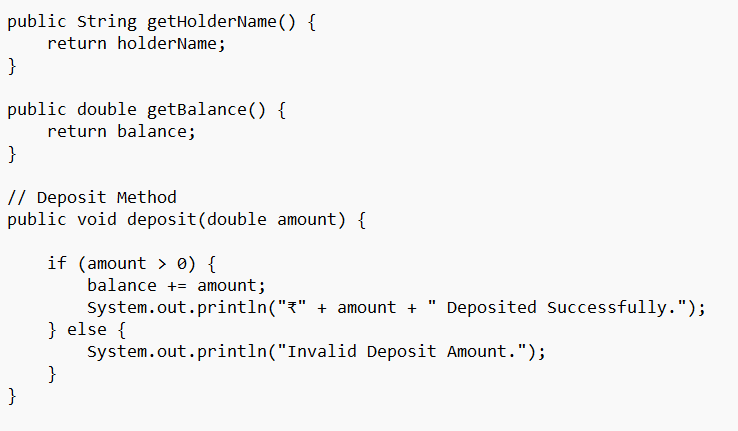 public String getHolderName() {
    return holderName;
}

public double getBalance() {
    return balance;
}

// Deposit Method
public void deposit(double amount) {

    if (amount > 0) {
        balance += amount;
        System.out.println("₹" + amount + " Deposited Successfully.");
    } else {
        System.out.println("Invalid Deposit Amount.");
    }
}